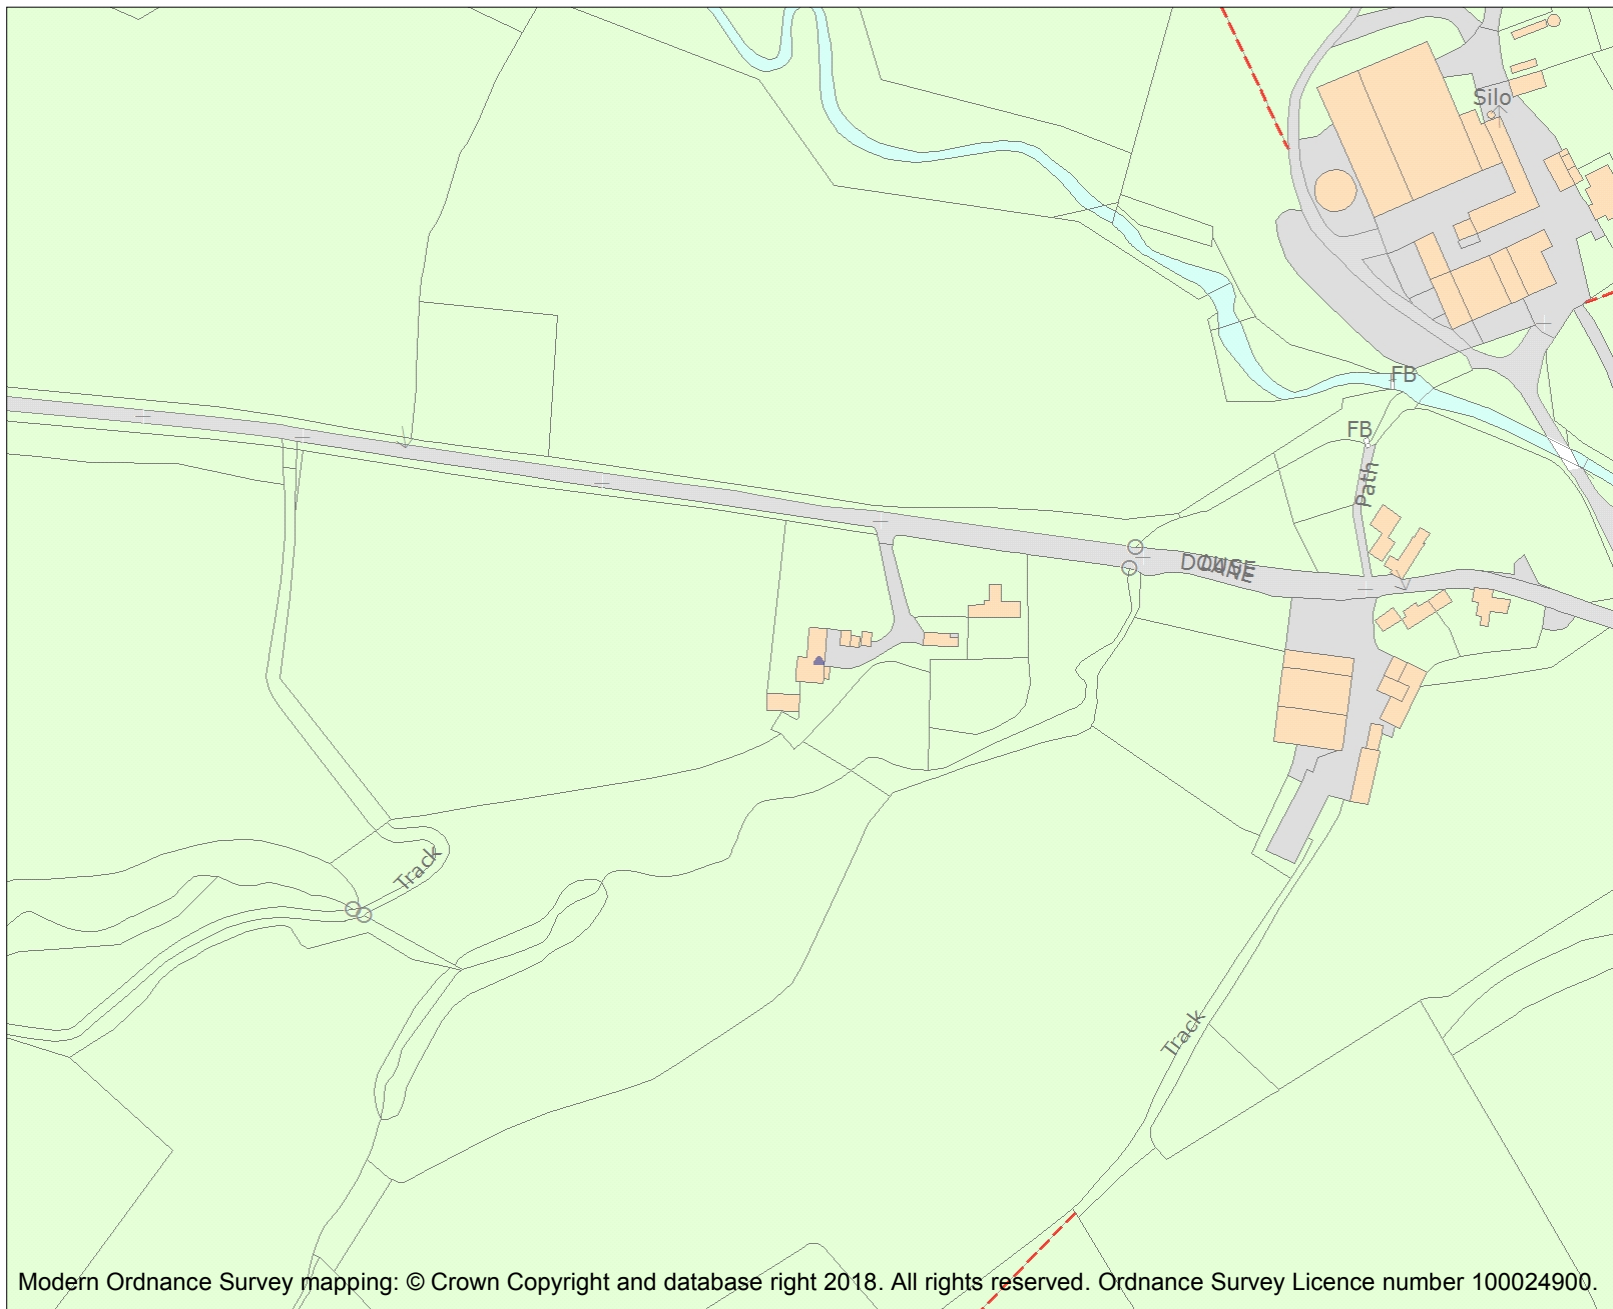 Silo
FB
FB
Path
LANE
Track
Track
Modern Ordnance Survey mapping: © Crown Copyright and database right 2018. All rights reserved. Ordnance Survey Licence number 100024900.